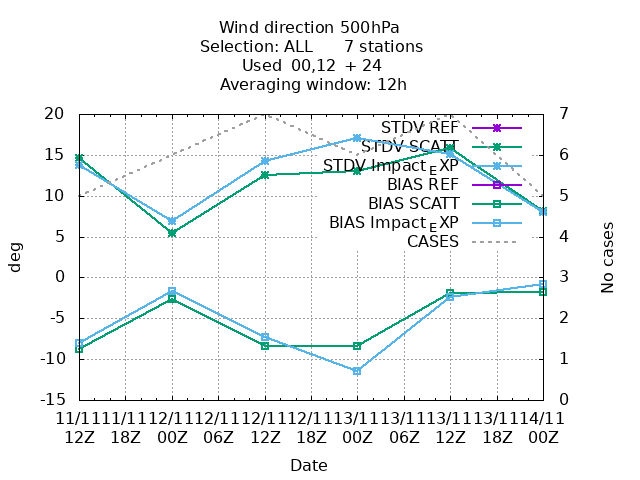 Wind direction 500hPa
Selection: ALL 7 stations
Used 00,12 + 24
Averaging window: 12h
20 7
STDV REF
STDV SCATT
15 6
STDV Impact EXP
BIAS REF
10 5
BIAS SCATT
BIAS Impact EXP
5 4
CASES
deg
No cases
0 3
-5 2
-10 1
-15 0
11/11 11/11 12/11 12/11 12/11 12/11 13/11 13/11 13/11 13/11 14/11
12Z 18Z 00Z 06Z 12Z 18Z 00Z 06Z 12Z 18Z 00Z
Date